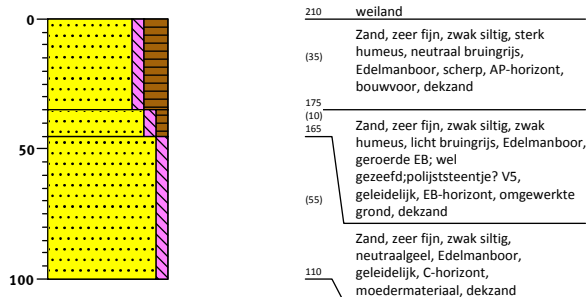 0
50
100
210
weiland
(35)
Zand, zeer fijn, zwak siltig, sterk
humeus, neutraal bruingrijs,
Edelmanboor, scherp, AP-horizont,
bouwvoor, dekzand
175
(10)
165
Zand, zeer fijn, zwak siltig, zwak
humeus, licht bruingrijs, Edelmanboor,
geroerde EB; wel
gezeefd;polijststeentje? V5,
geleidelijk, EB-horizont, omgewerkte
grond, dekzand
(55)
Zand, zeer fijn, zwak siltig,
neutraalgeel, Edelmanboor,
geleidelijk, C-horizont,
moedermateriaal, dekzand
110